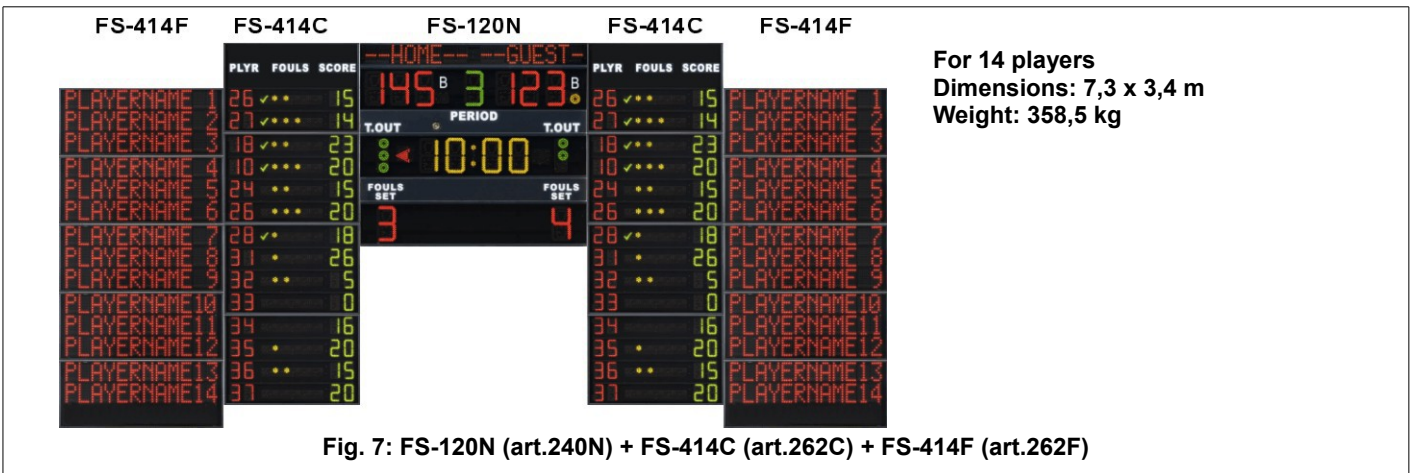 FS-414F FS-414C FS-120N FS-414C FS-414F
For 14 players
Dimensions: 7,3 x 3,4 m
Weight: 358,5 kg
--HOME-- --GUEST-
PLYR FOULS SCORE
145 B 3 123 B
PLYR FOULS SCORE
PERIOD
T.OUT T.OUT
10:00
FOULS SET FOULS SET
3 4
PLAYERNAME 1 26 15
PLAYERNAME 2 27 14
PLAYERNAME 3 18 23
PLAYERNAME 4 10 20
PLAYERNAME 5 24 15
PLAYERNAME 6 26 20
PLAYERNAME 7 28 18
PLAYERNAME 8 31 26
PLAYERNAME 9 32 5
PLAYERNAME10 33 0
PLAYERNAME11 34 16
PLAYERNAME12 35 20
PLAYERNAME13 36 15
PLAYERNAME14 37 20
26 15 PLAYERNAME 1
27 14 PLAYERNAME 2
18 23 PLAYERNAME 3
10 20 PLAYERNAME 4
24 15 PLAYERNAME 5
26 20 PLAYERNAME 6
28 18 PLAYERNAME 7
31 26 PLAYERNAME 8
32 5 PLAYERNAME 9
33 0 PLAYERNAME10
34 16 PLAYERNAME11
35 20 PLAYERNAME12
36 15 PLAYERNAME13
37 20 PLAYERNAME14
Fig. 7: FS-120N (art.240N) + FS-414C (art.262C) + FS-414F (art.262F)